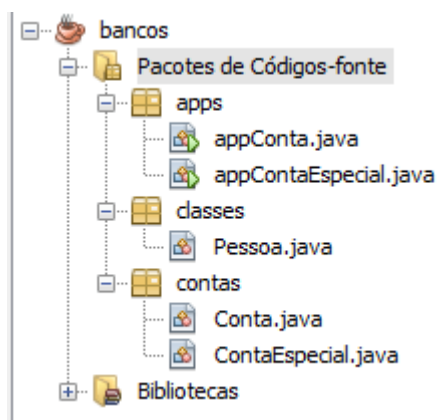 bancos
Pacotes de Códigos-fonte
apps
appConta.java
appContaEspecial.java
classes
Pessoa.java
contas
Conta.java
ContaEspecial.java
Bibliotecas